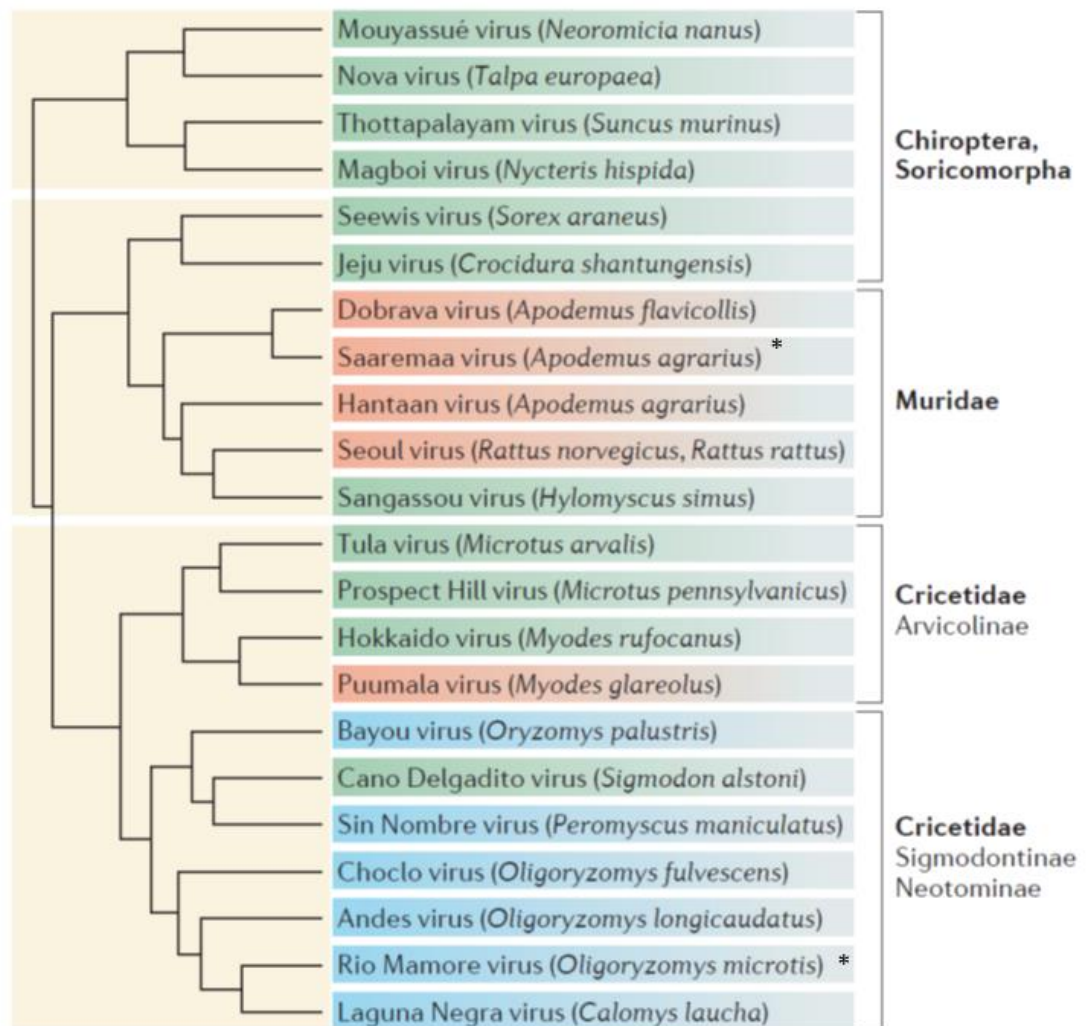 Mouyassué virus (Neoromicia nanus)
Nova virus (Talpa europaea)
Thottapalayam virus (Suncus murinus)
Magboi virus (Nycteris hispida)
Seewis virus (Sorex araneus)
Jeju virus (Crocidura shantungensis)
Chiroptera,
Soricomorpha
Dobrava virus (Apodemus flavicollis)
Saaremaa virus (Apodemus agrarius) *
Hantaan virus (Apodemus agrarius)
Seoul virus (Rattus norvegicus, Rattus rattus)
Sangassou virus (Hylomyscus simus)
Muridae
Tula virus (Microtus arvalis)
Prospect Hill virus (Microtus pennsylvanicus)
Hokkaido virus (Myodes rufocanus)
Puumala virus (Myodes glareolus)
Cricetidae
Arvicolinae
Bayou virus (Oryzomys palustris)
Cano Delgadito virus (Sigmodon alstoni)
Sin Nombre virus (Peromyscus maniculatus)
Choclo virus (Oligoryzomys fulvescens)
Andes virus (Oligoryzomys longicaudatus)
Rio Mamore virus (Oligoryzomys microtis) *
Laguna Negra virus (Calomys laucha)
Cricetidae
Sigmodontinae
Neotominae